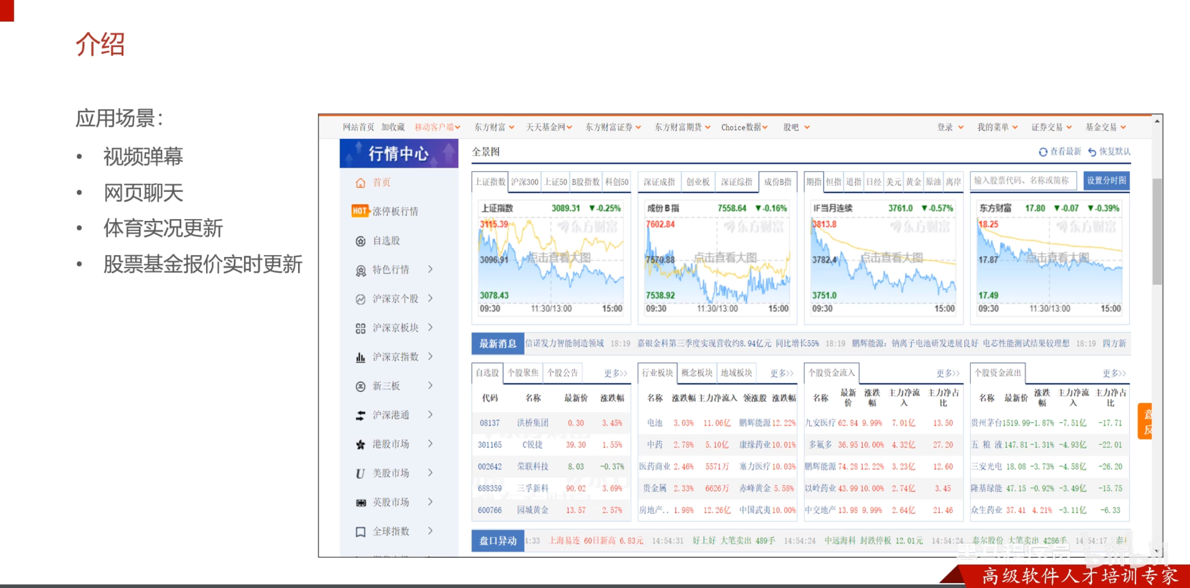 介绍
应用场景：
• 视频弹幕
• 网页聊天
• 体育实况更新
• 股票基金报价实时更新
网站首页 加收藏 移动客户端 东方财富 天天基金网 东方财富证券 东方财富期货 Choice数据 股吧 登录 我的菜单 证券交易 基金交易
行情中心
全景图 查看最新 恢复默认
首页
HOT 涨停板行情
自选股
特色行情
沪深京个股
沪深京板块
沪深京指数
新三板
沪深港通
港股市场
美股市场
英股市场
全球指数
上证指数 沪深300 上证50 B股指数 科创50 深证成指 创业板 深证综指 成份B指 期指 恒指 道指 日经 美元 黄金 原油 离岸 输入股票代码、名称或简称 设置分时图
上证指数 3089.31 ▼-0.25%
3115.39
3096.91 点击查看大图
3078.43
09:30 11:30/13:00 15:00
成份B指 7558.64 ▼-0.16%
7602.84
7570.88 点击查看大图
7538.92
09:30 11:30/13:00 15:00
IF当月连续 3761.0 ▼-0.57%
3813.8
3782.4 点击查看大图
3751.0
09:30 15:00
东方财富 17.80 ▼-0.07 ▼-0.39%
18.25
17.87 点击查看大图
17.49
09:30 11:30/13:00 15:00
最新消息 信诺发力智能制造领域 18:19 嘉银金科第三季度实现营收约8.94亿元 同比增长55% 18:19 鹏辉能源：钠离子电池研发进展良好 电芯性能测试结果较理想 18:19 四方新
自选股 个股聚焦 个股公告 更多>>
代码 名称 最新价 涨跌幅
08137 洪桥集团 0.30 3.45%
301165 C锐捷 39.30 1.55%
002642 荣联科技 8.03 -0.37%
688359 三孚新科 90.02 3.69%
600766 园城黄金 13.57 2.57%
行业板块 概念板块 地域板块 更多>>
名称 涨跌幅 主力净流入 领涨股 涨跌幅
电池 3.03% 11.06亿 鹏辉能源 12.22%
中药 2.78% 5.10亿 康缘药业 10.01%
医药商业 2.46% 5571万 塞力医疗 10.03%
贵金属 2.33% 6626万 赤峰黄金 5.58%
房地产.. 1.98% 12.26亿 中国武夷 10.00%
个股资金流入 更多>>
名称 最新价 涨跌幅 主力净流入 主力净占比
九安医疗 62.84 9.99% 7.01亿 13.50
多氟多 36.95 10.00% 4.32亿 27.20
鹏辉能源 74.28 12.22% 3.23亿 12.60
以岭药业 43.99 10.00% 2.74亿 3.45
中交地产 13.98 9.99% 2.64亿 21.46
个股资金流出 更多>>
名称 最新价 涨跌幅 主力净流入 主力净占比
贵州茅台 1519.99 -1.87% -7.51亿 -17.71
五 粮 液 147.81 -1.31% -4.93亿 -22.01
三安光电 18.08 -3.73% -4.58亿 -26.20
隆基绿能 47.15 -0.92% -3.49亿 -15.75
众生药业 37.41 4.21% -3.11亿 -6.33
盘口异动 上海易连 60日新高 6.83元 14:54:31 好上好 大笔卖出 489手 14:54:24 中远海科 封跌停板 12.01元 14:54:24 泰尔股份 大笔卖出 4286手 14:54:17
高级软件人才培训专家